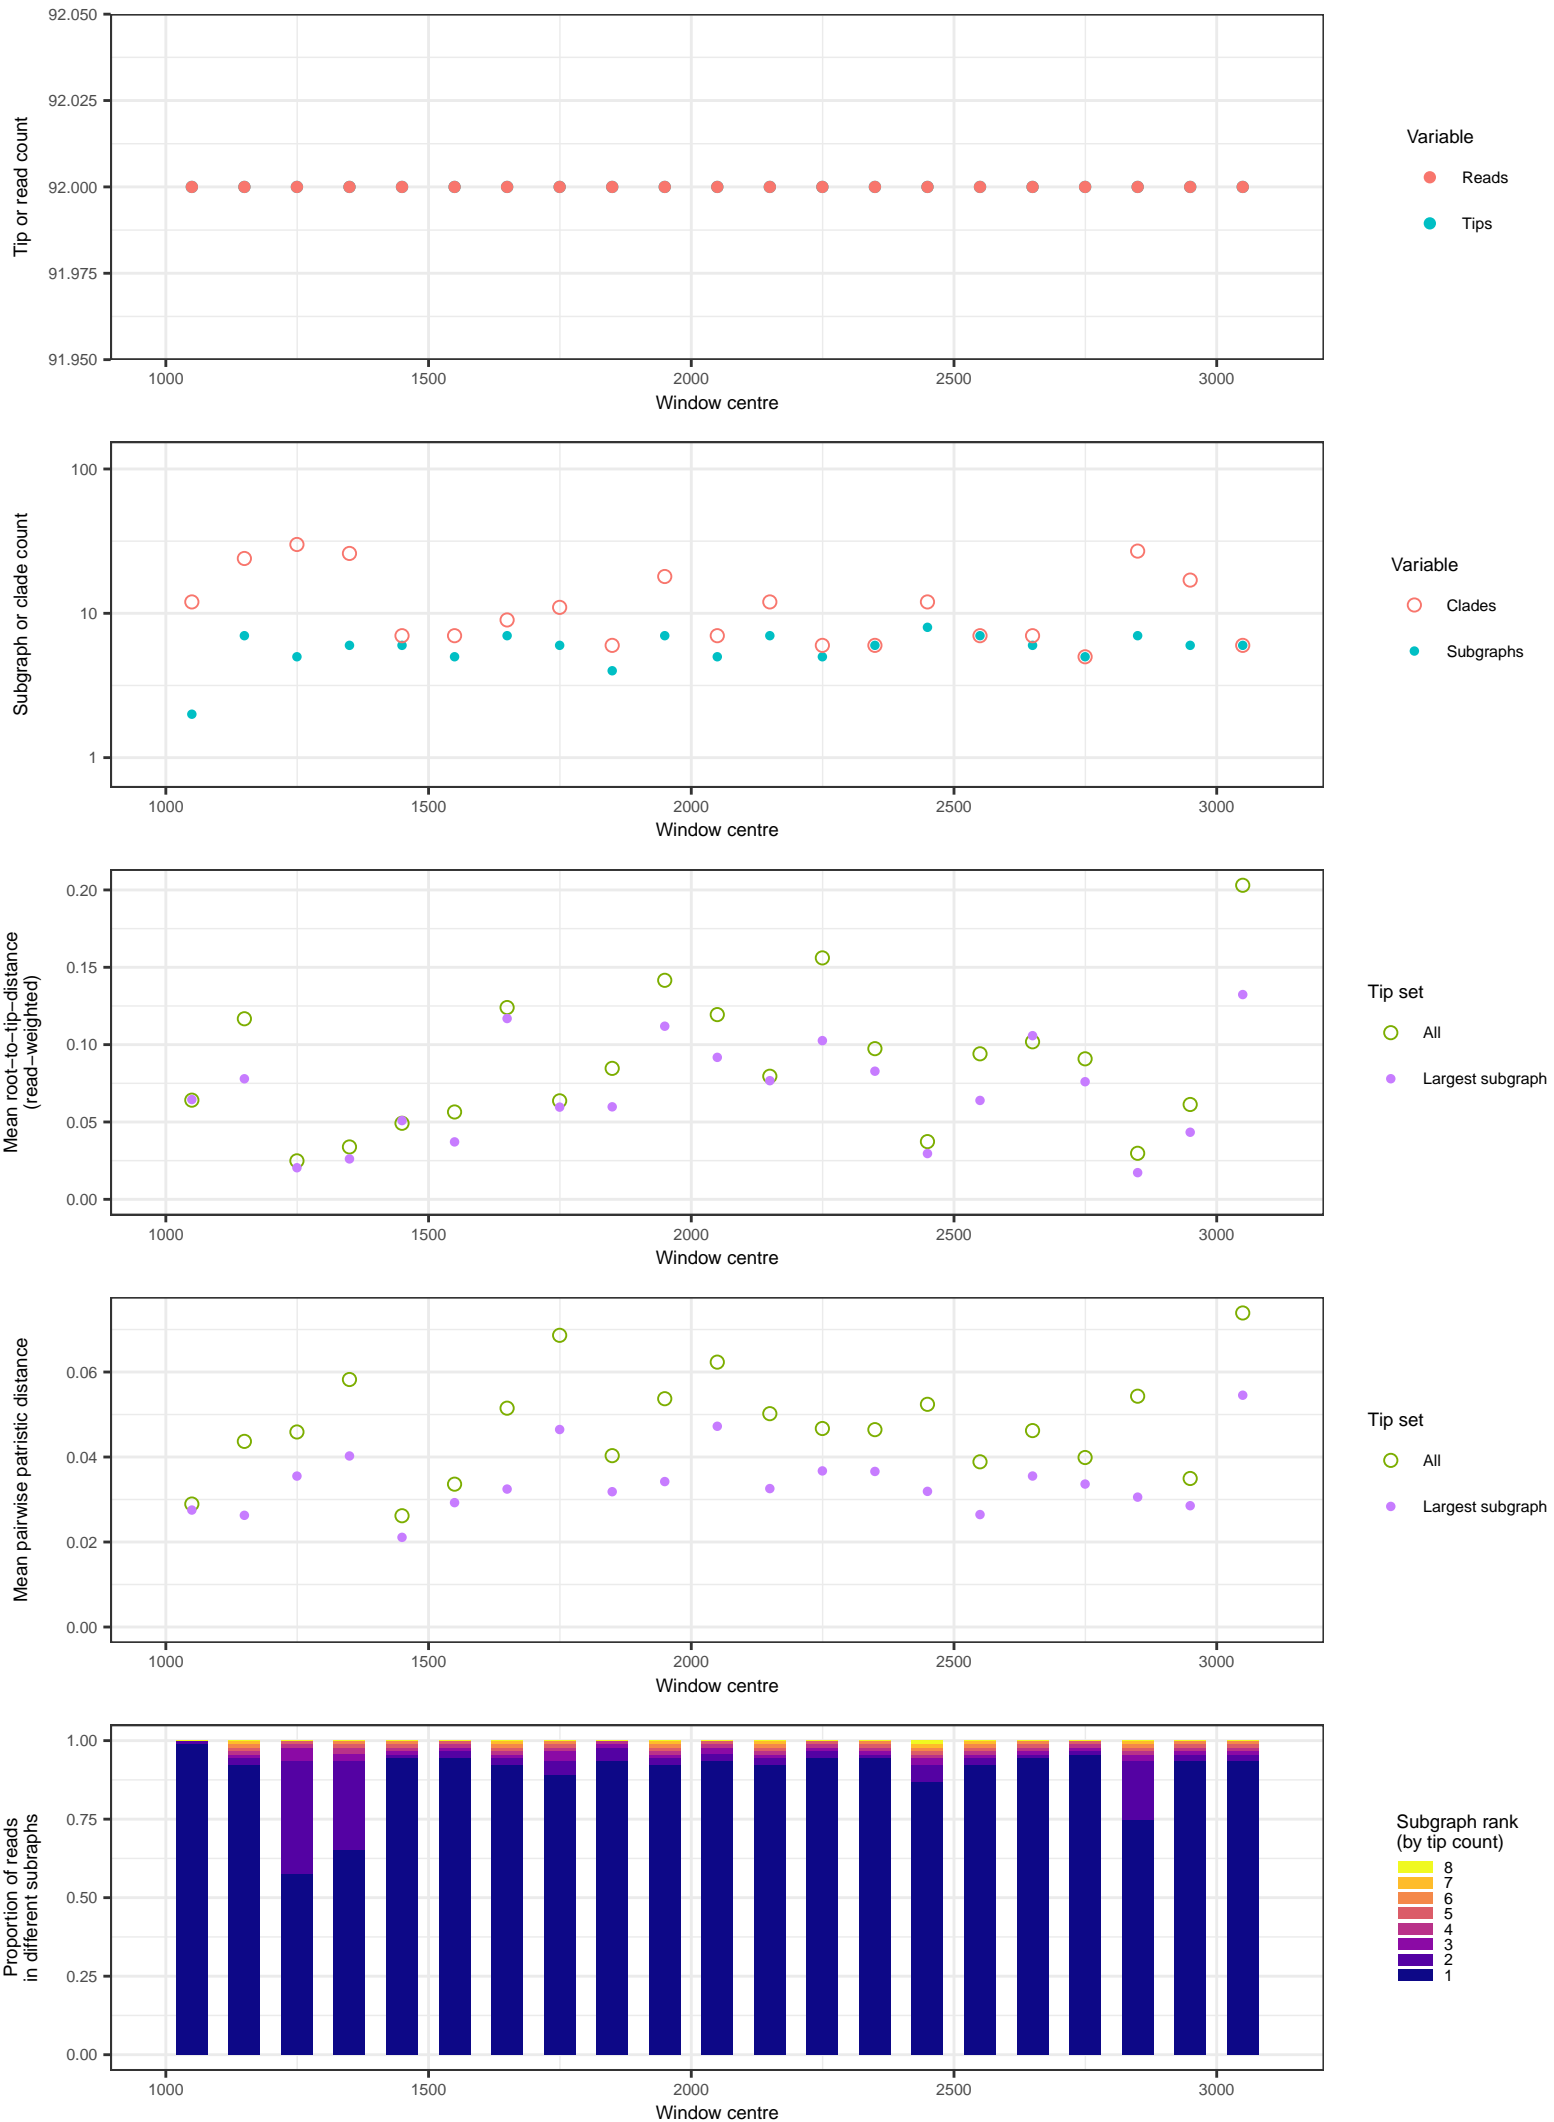 92.050
92.025
92.000
91.975
91.950
Tip or read count
1000 1500 2000 2500 3000
Window centre
Variable
Reads
Tips
100
10
1
Subgraph or clade count
1000 1500 2000 2500 3000
Window centre
Variable
Clades
Subgraphs
0.20
0.15
0.10
0.05
0.00
Mean root−to−tip−distance
(read−weighted)
1000 1500 2000 2500 3000
Window centre
Tip set
All
Largest subgraph
0.06
0.04
0.02
0.00
Mean pairwise patristic distance
1000 1500 2000 2500 3000
Window centre
Tip set
All
Largest subgraph
1.00
0.75
0.50
0.25
0.00
Proportion of reads
in different subraphs
1000 1500 2000 2500 3000
Window centre
Subgraph rank
(by tip count)
8
7
6
5
4
3
2
1